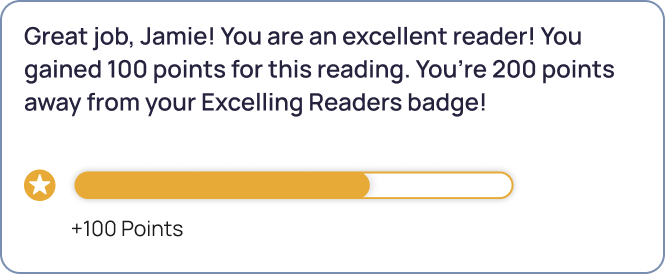 Great job, Jamie! You are an excellent reader! You
gained 100 points for this reading. You’re 200 points
away from your Excelling Readers badge!
+100 Points